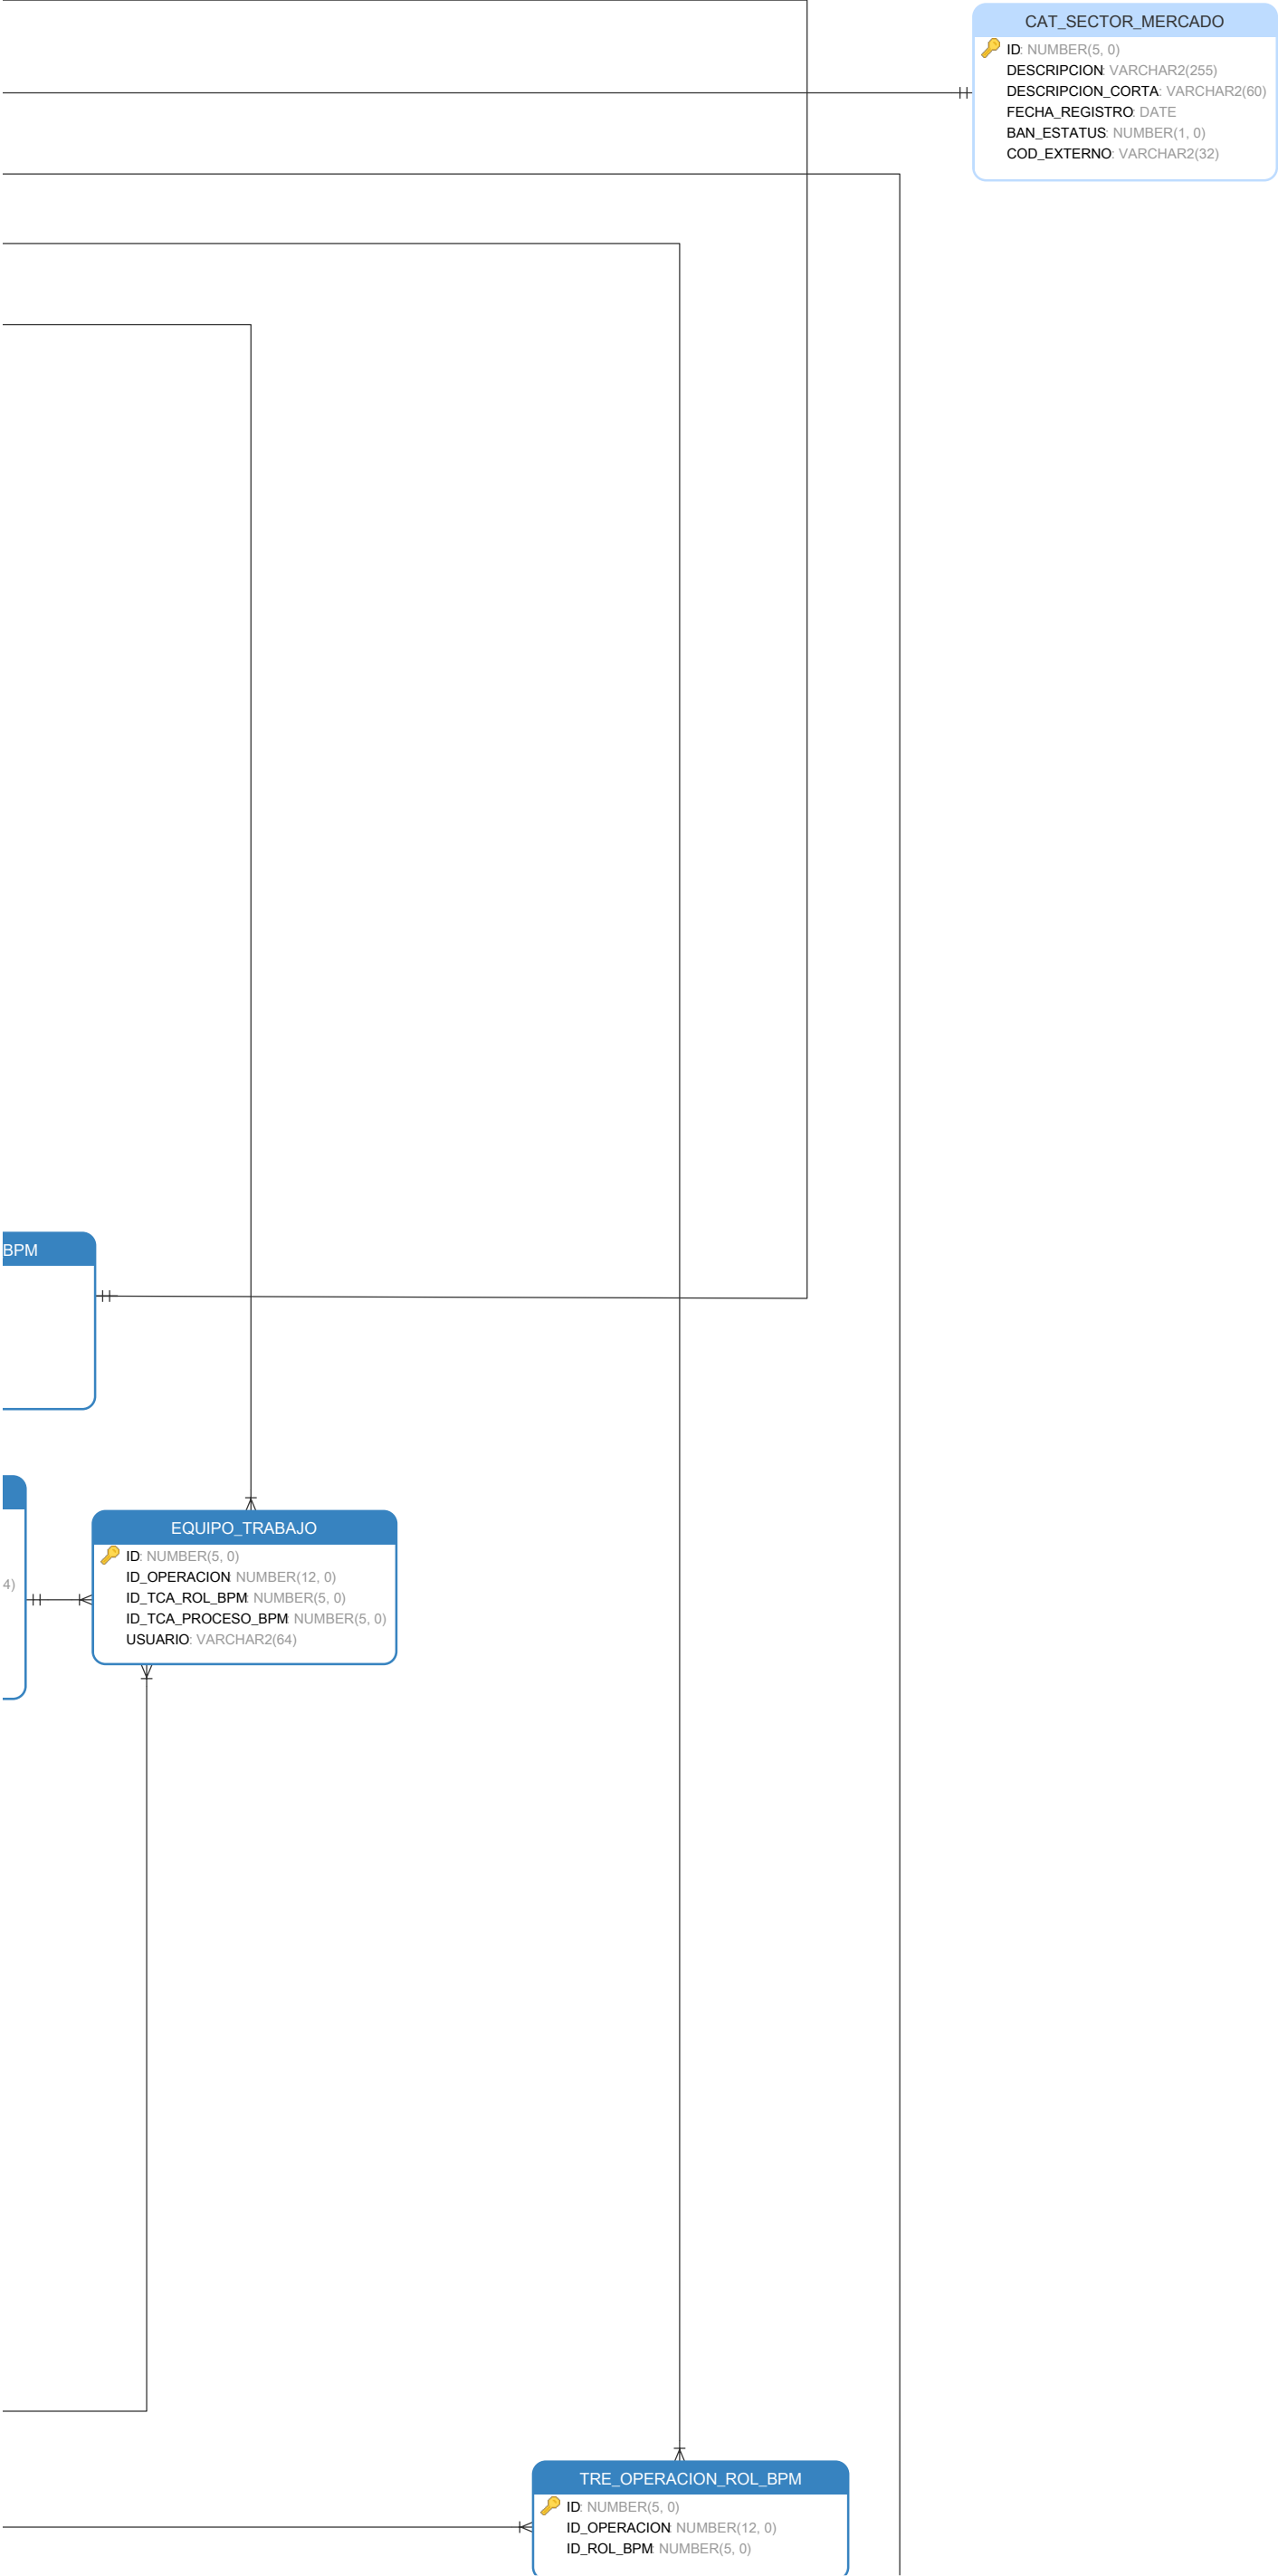 CAT_SECTOR_MERCADO
ID: NUMBER(5, 0)
DESCRIPCION: VARCHAR2(255)
DESCRIPCION_CORTA: VARCHAR2(60)
FECHA_REGISTRO: DATE
BAN_ESTATUS: NUMBER(1, 0)
COD_EXTERNO: VARCHAR2(32)
BPM
4)
EQUIPO_TRABAJO
ID: NUMBER(5, 0)
ID_OPERACION: NUMBER(12, 0)
ID_TCA_ROL_BPM: NUMBER(5, 0)
ID_TCA_PROCESO_BPM: NUMBER(5, 0)
USUARIO: VARCHAR2(64)
TRE_OPERACION_ROL_BPM
ID: NUMBER(5, 0)
ID_OPERACION: NUMBER(12, 0)
ID_ROL_BPM: NUMBER(5, 0)